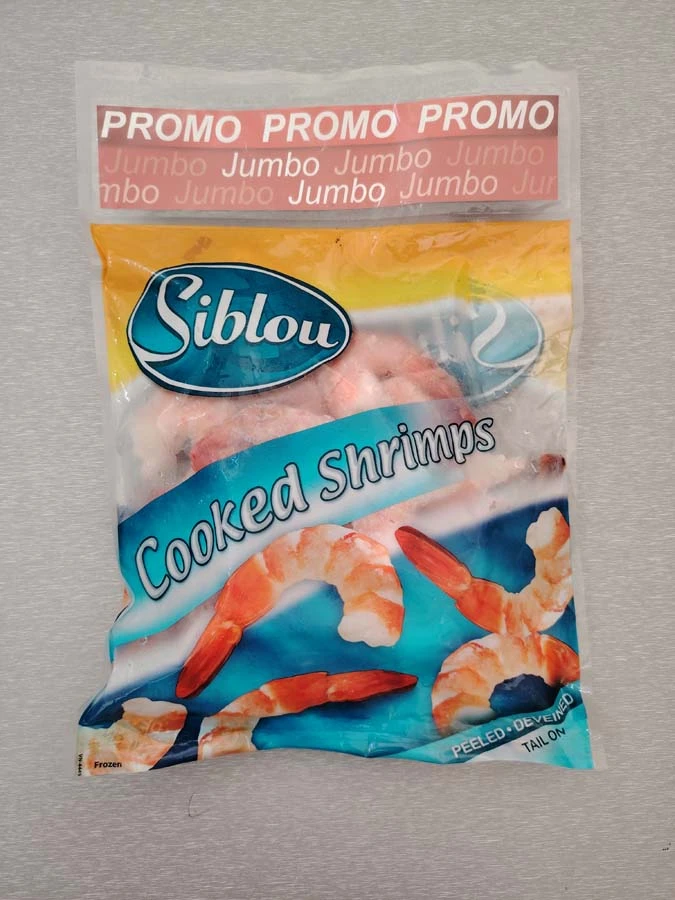 PROMO PROMO PROMO
Jumbo Jumbo Jumbo Jumbo
mbo Jumbo Jumbo Jumbo Jur
Siblou
Cooked Shrimps
PEELED • DEVEINED
TAIL ON
Frozen